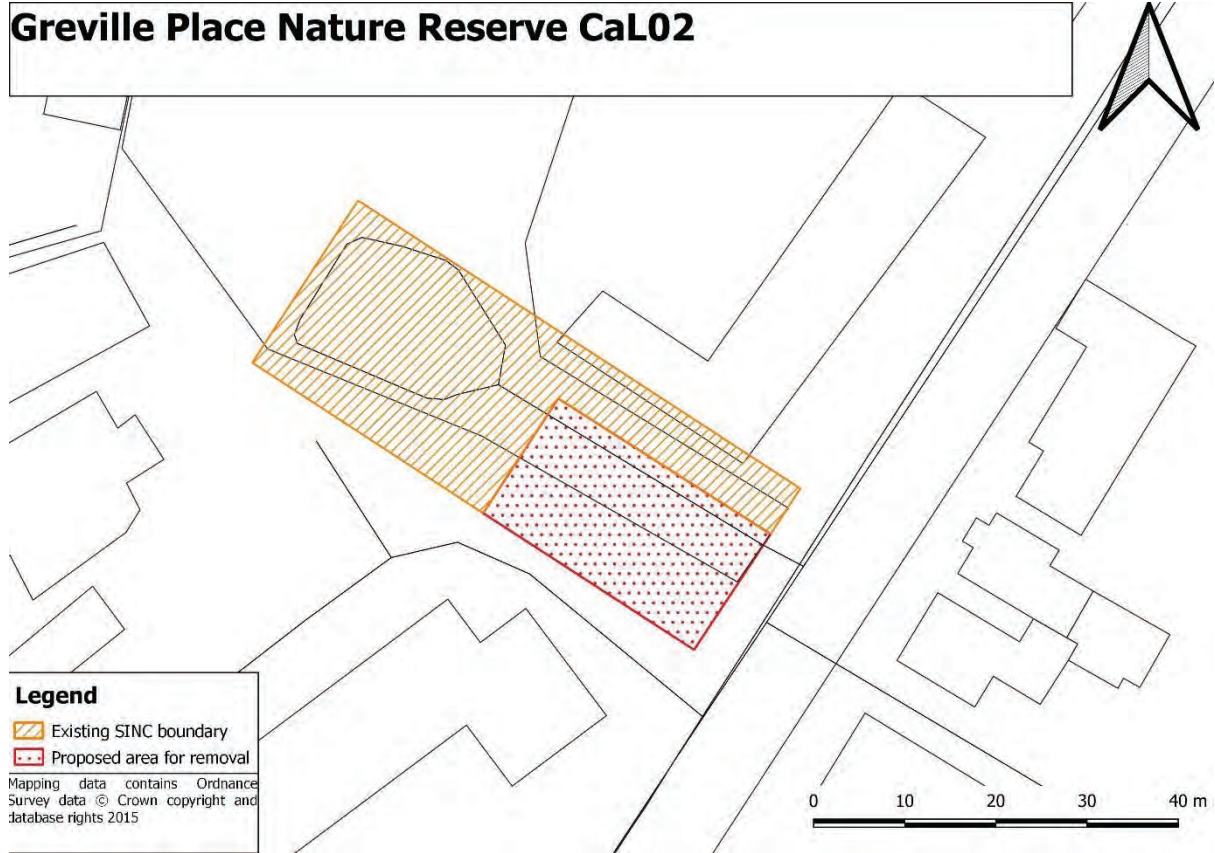 Greville Place Nature Reserve CaL02
Legend
Existing SINC boundary
Proposed area for removal
Mapping data contains Ordnance
Survey data © Crown copyright and
database rights 2015
0 10 20 30 40 m